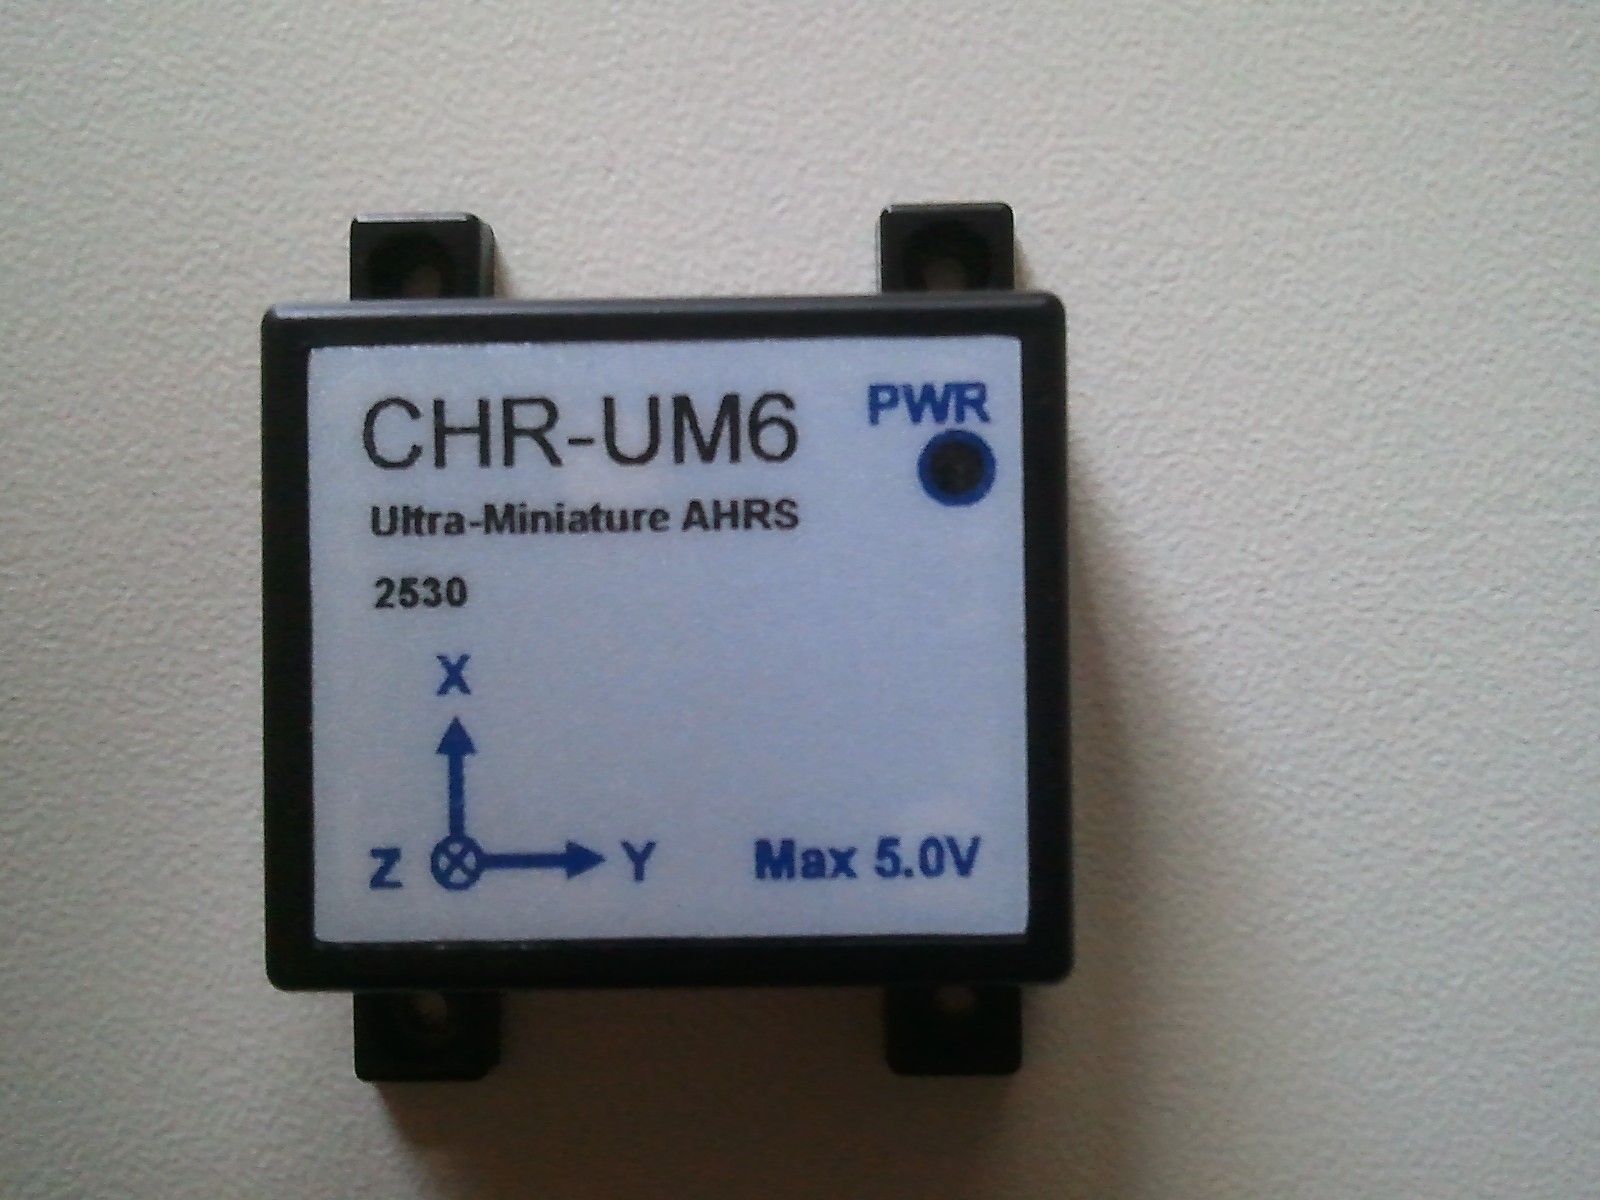 CHR-UM6
PWR
Ultra-Miniature AHRS
2530
X
Z
Y
Max 5.0V